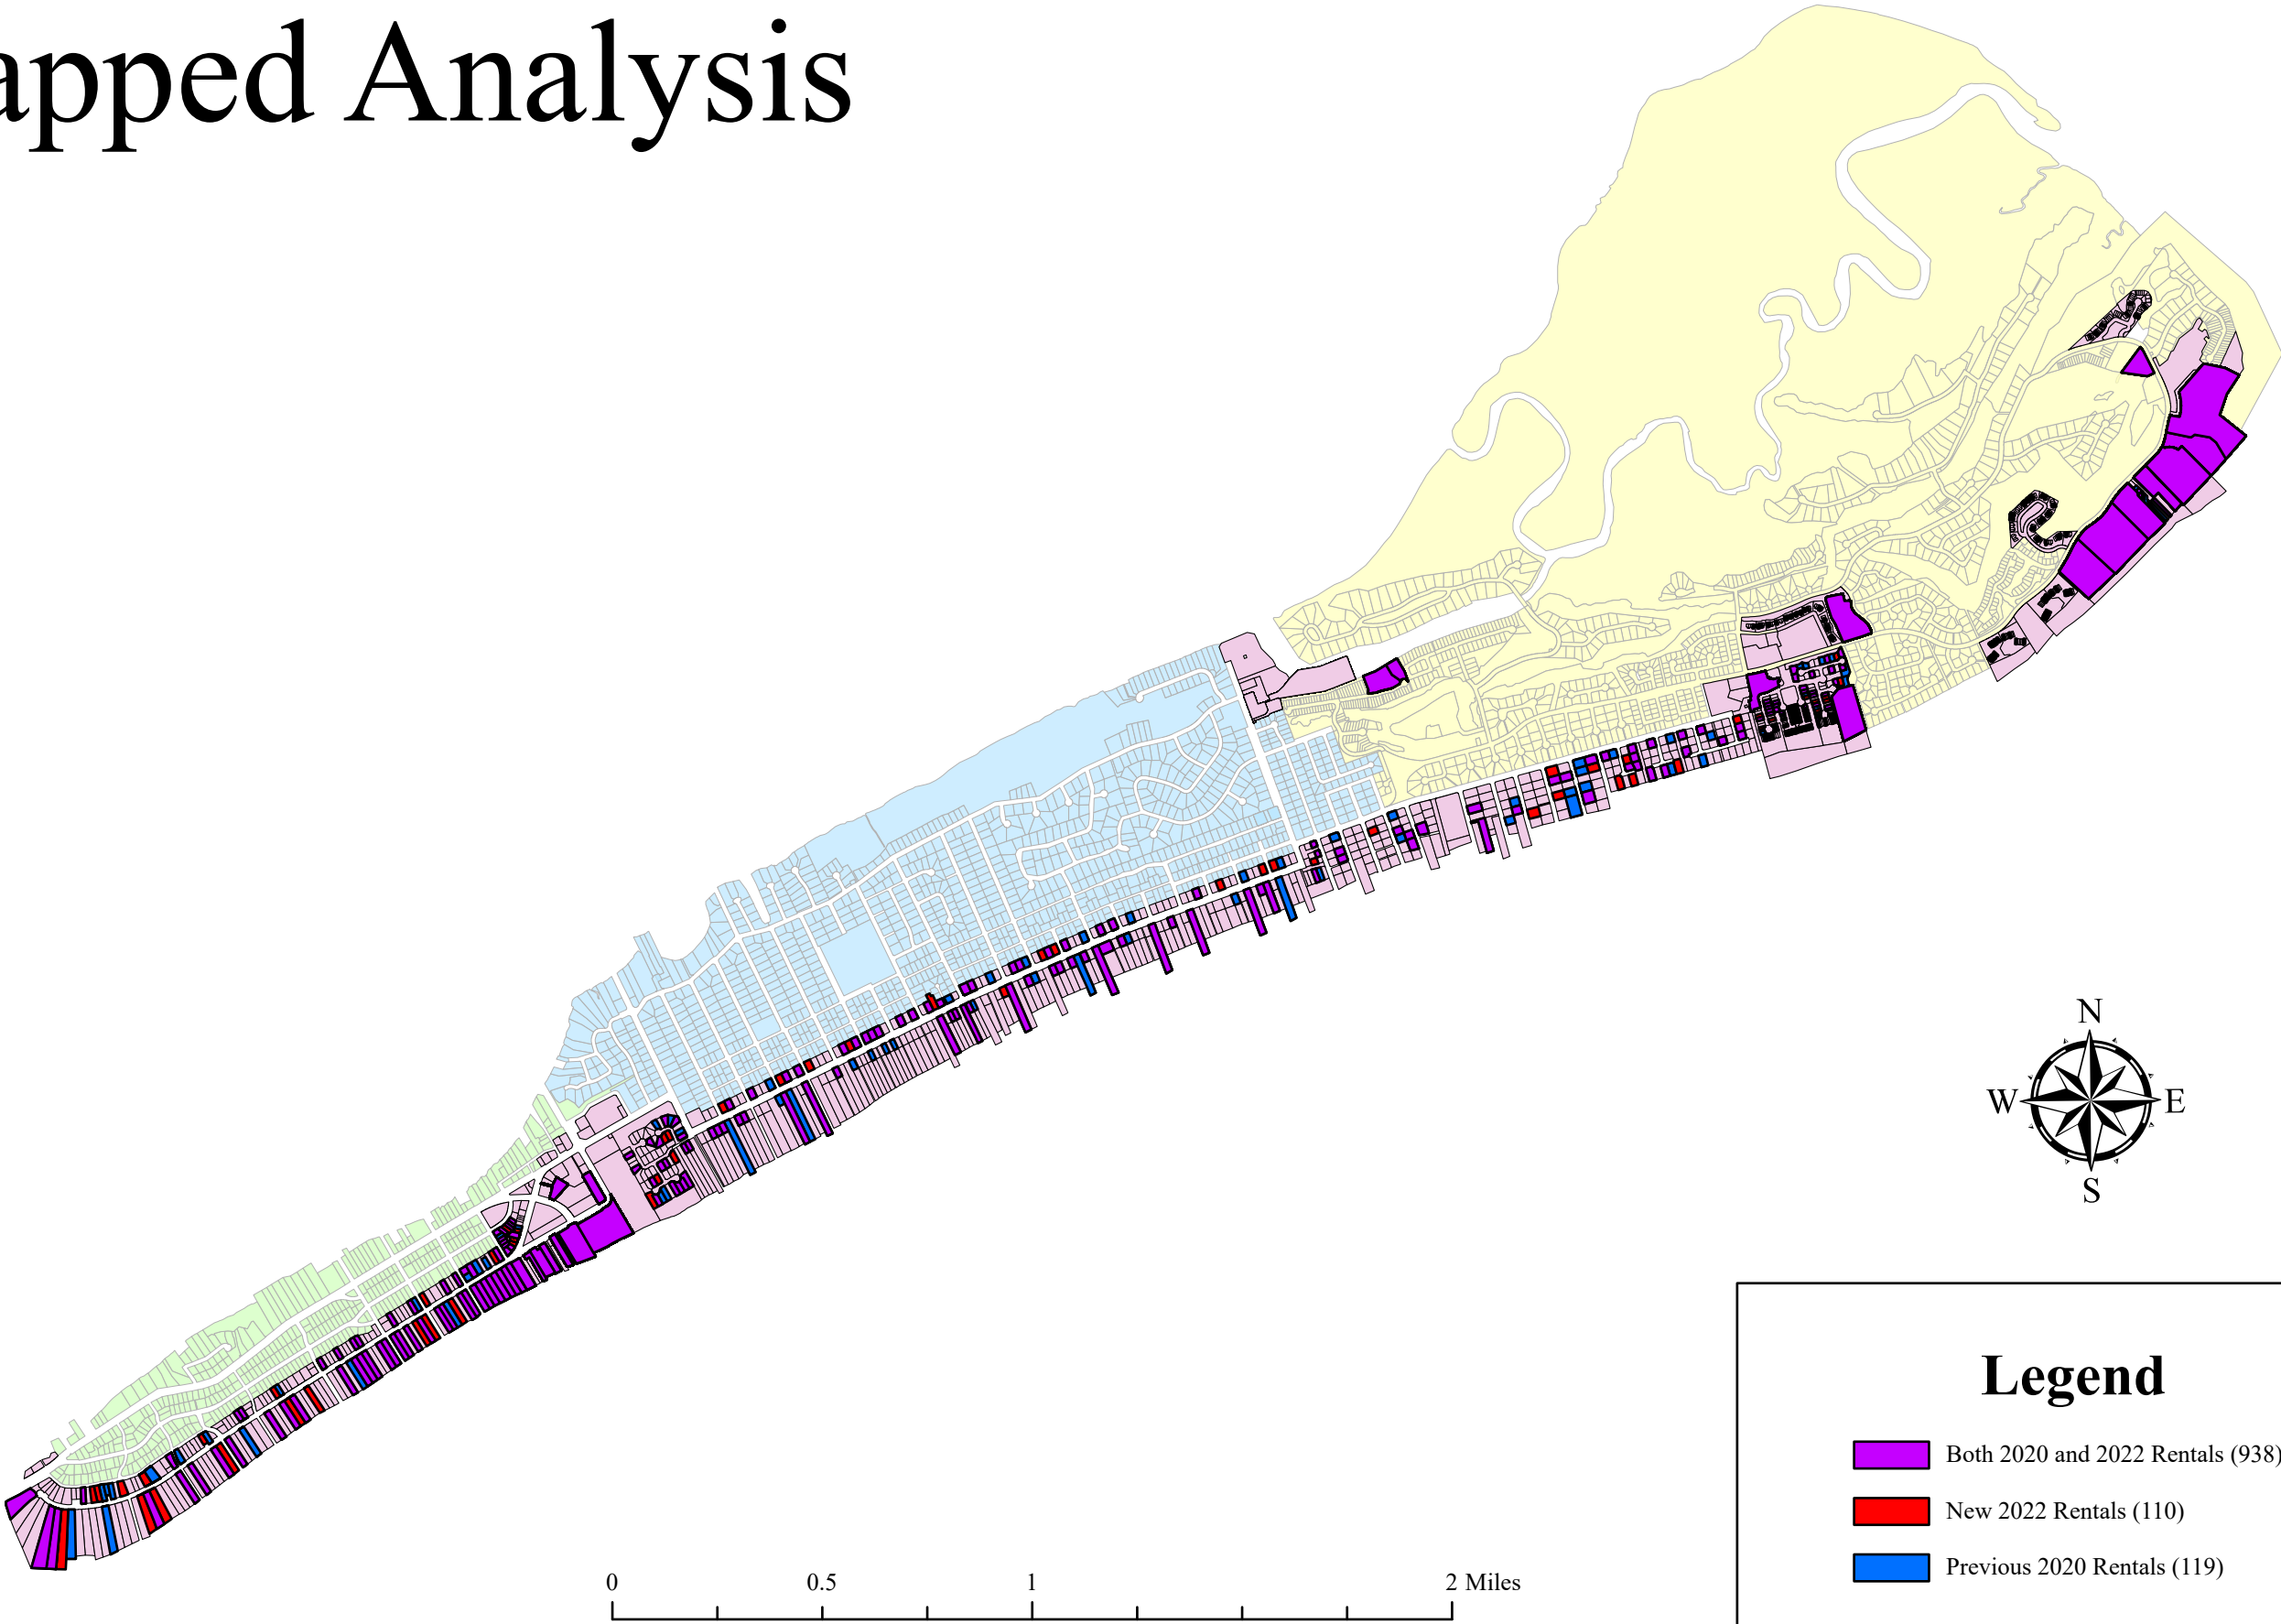 apped Analysis
N
W E
S
Legend
Both 2020 and 2022 Rentals (938)
New 2022 Rentals (110)
Previous 2020 Rentals (119)
0 0.5 1 2 Miles